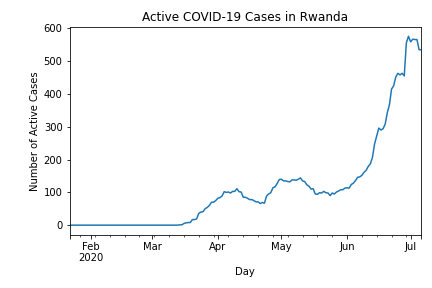 Active COVID-19 Cases in Rwanda
600
500
400
300
200
100
0
Number of Active Cases
Feb
2020
Mar
Apr
May
Jun
Jul
Day